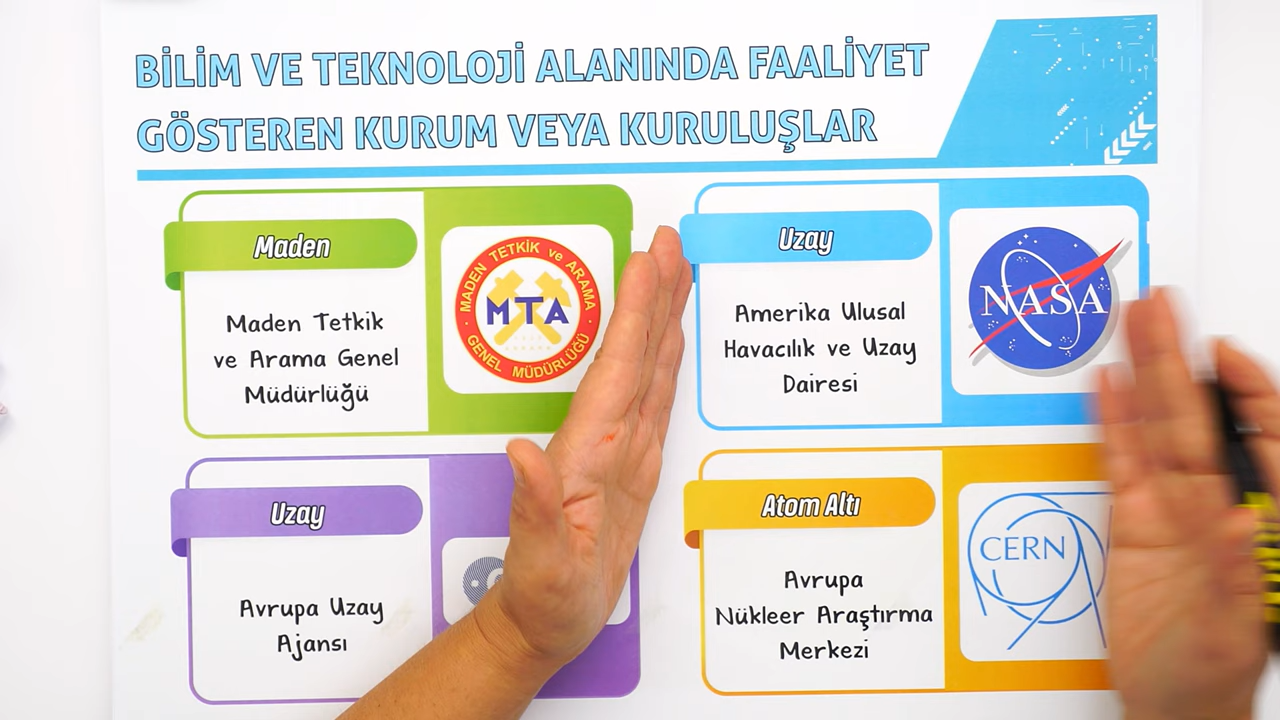 BİLİM VE TEKNOLOJİ ALANINDA FAALİYET
GÖSTEREN KURUM VEYA KURULUŞLAR
Maden
Maden Tetkik
ve Arama Genel
Müdürlüğü
MADEN TETKİK ve ARAMA
MTA
GENEL MÜDÜRLÜĞÜ
Uzay
Amerika Ulusal
Havacılık ve Uzay
Dairesi
NASA
Uzay
Avrupa Uzay
Ajansı
Atom Altı
Avrupa
Nükleer Araştırma
Merkezi
CERN